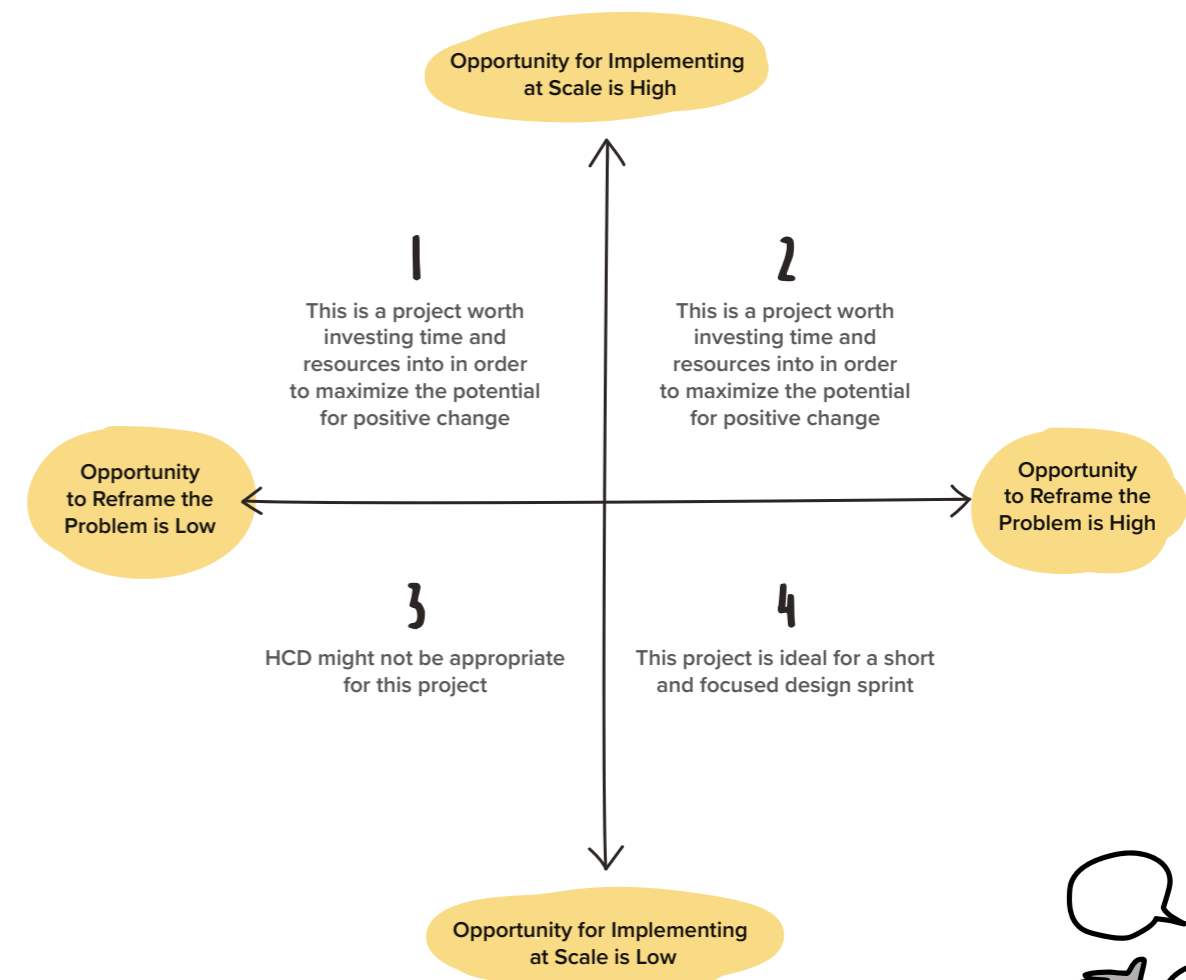 Opportunity for Implementing
at Scale is High
1
This is a project worth
investing time and
resources into in order
to maximize the potential
for positive change
2
This is a project worth
investing time and
resources into in order
to maximize the potential
for positive change
Opportunity
to Reframe the
Problem is Low
Opportunity
to Reframe the
Problem is High
3
HCD might not be appropriate
for this project
4
This project is ideal for a short
and focused design sprint
Opportunity for Implementing
at Scale is Low